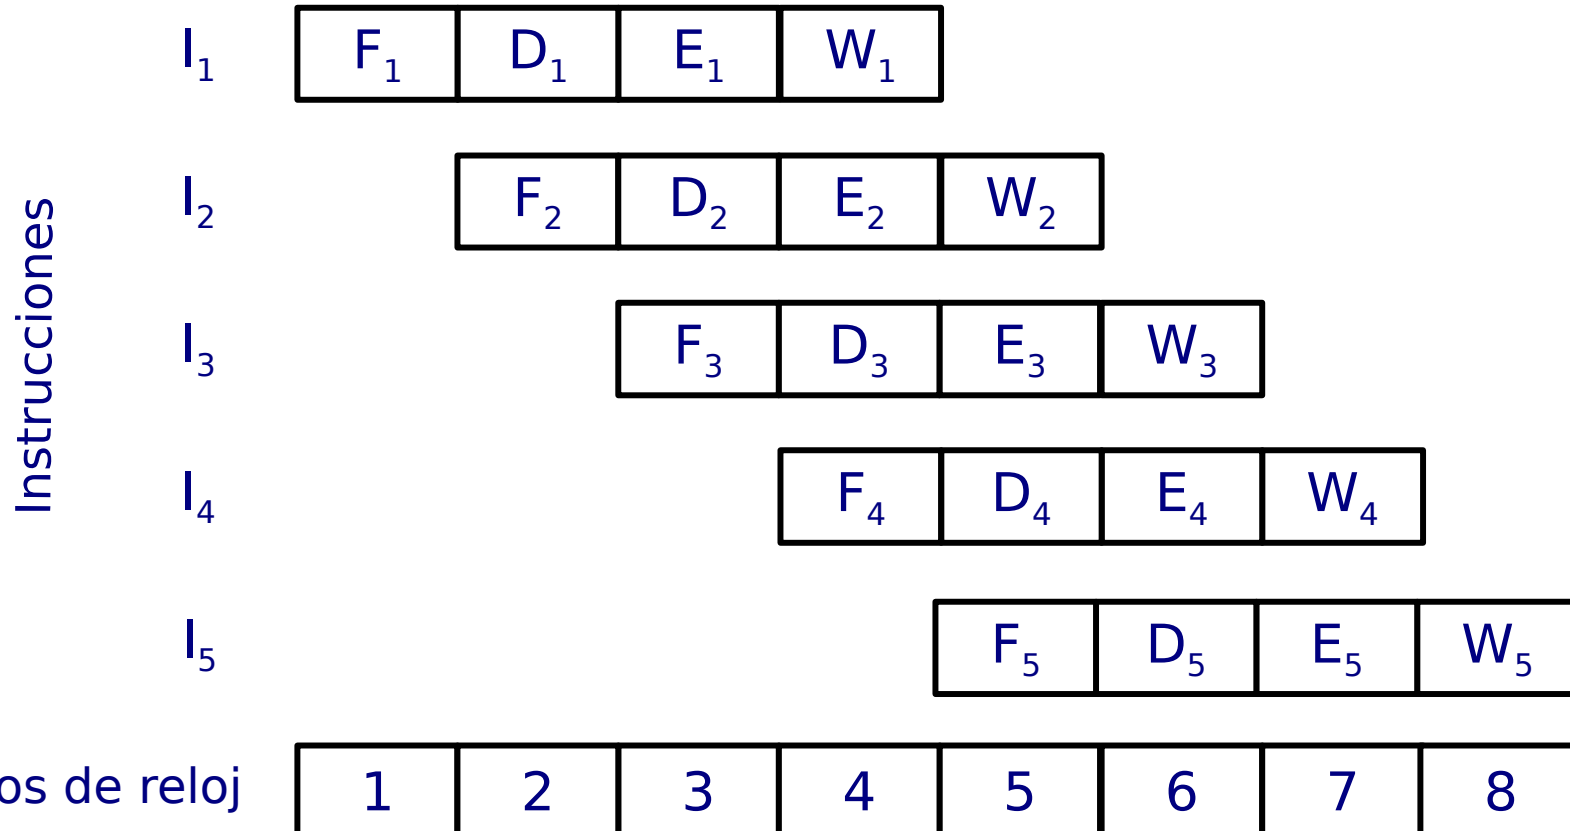 I1 F1 D1 E1 W1
I2 F2 D2 E2 W2
Instrucciones
I3 F3 D3 E3 W3
I4 F4 D4 E4 W4
I5 F5 D5 E5 W5
de reloj 1 2 3 4 5 6 7 8